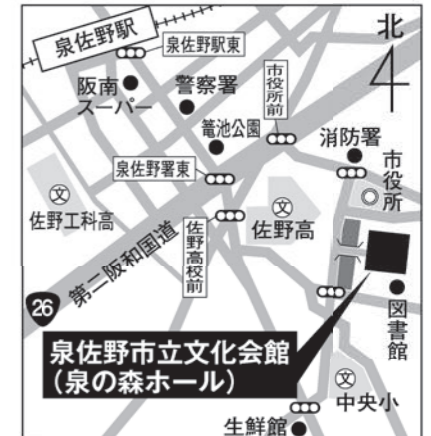 泉佐野駅
泉佐野駅東
北
阪南
スーパー
警察署
市役所前
篭池公園
消防署
市役所
泉佐野署東
文
佐野工科高
文
佐野高
佐野高校前
第二阪和国道
26
図書館
泉佐野市立文化会館
（泉の森ホール）
文
中央小
生鮮館